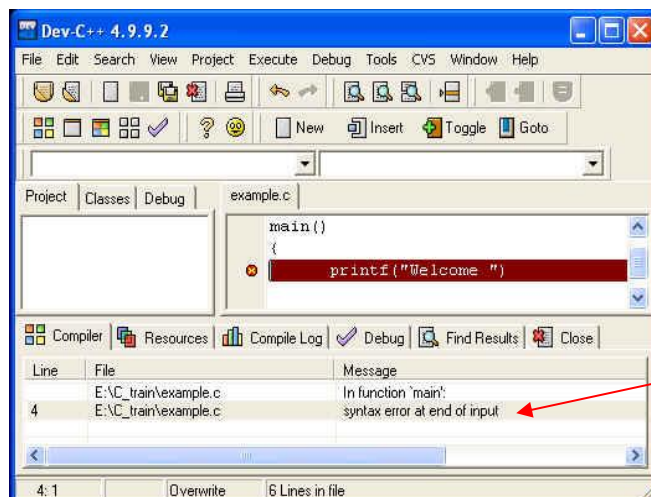 Dev-C++ 4.9.9.2
File Edit Search View Project Execute Debug Tools CVS Window Help
New Insert Toggle Goto
Project Classes Debug example.c
main()
{
printf("Welcome ")
Compiler Resources Compile Log Debug Find Results Close
Line File Message
E:\C_train\example.c In function `main':
4 E:\C_train\example.c syntax error at end of input
4: 1 Overwrite 6 Lines in file